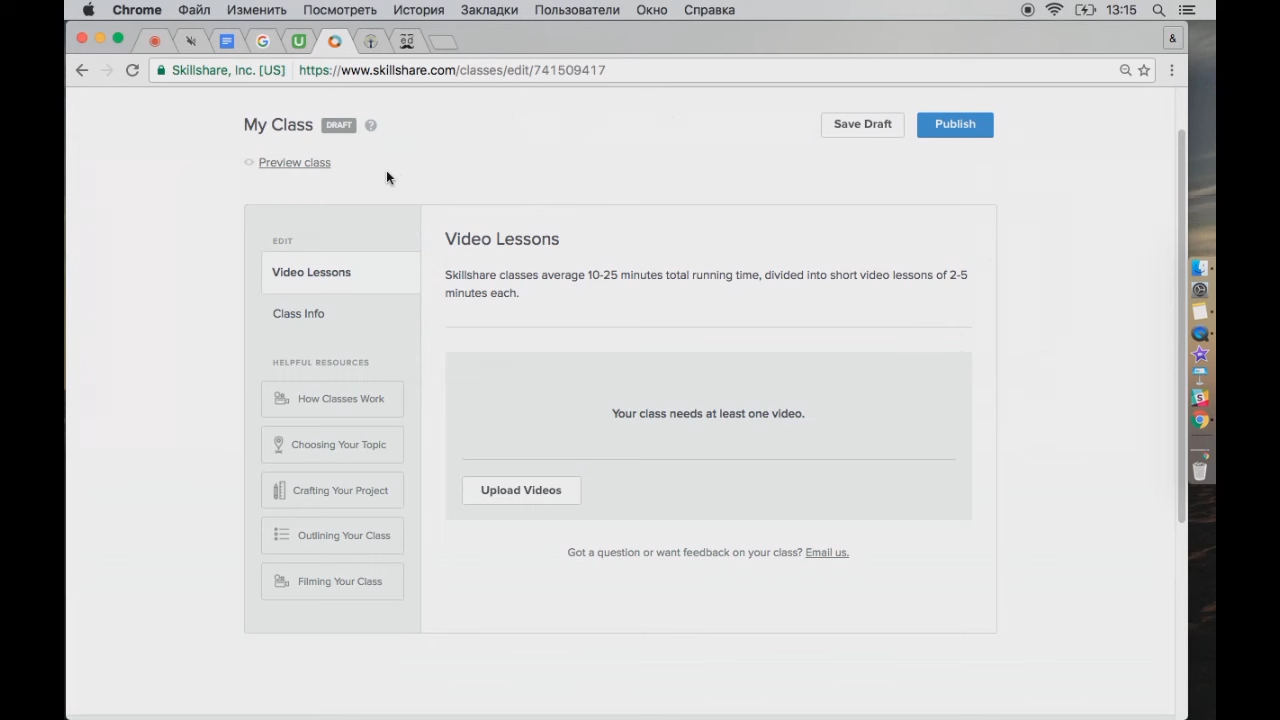 Chrome Файл Изменить Посмотреть История Закладки Пользователи Окно Справка 13:15
Skillshare, Inc. [US] https://www.skillshare.com/classes/edit/741509417
My Class DRAFT ?
Save Draft Publish
Preview class
EDIT
Video Lessons
Class Info
HELPFUL RESOURCES
How Classes Work
Choosing Your Topic
Crafting Your Project
Outlining Your Class
Filming Your Class
Video Lessons
Skillshare classes average 10-25 minutes total running time, divided into short video lessons of 2-5
minutes each.
Your class needs at least one video.
Upload Videos
Got a question or want feedback on your class? Email us.